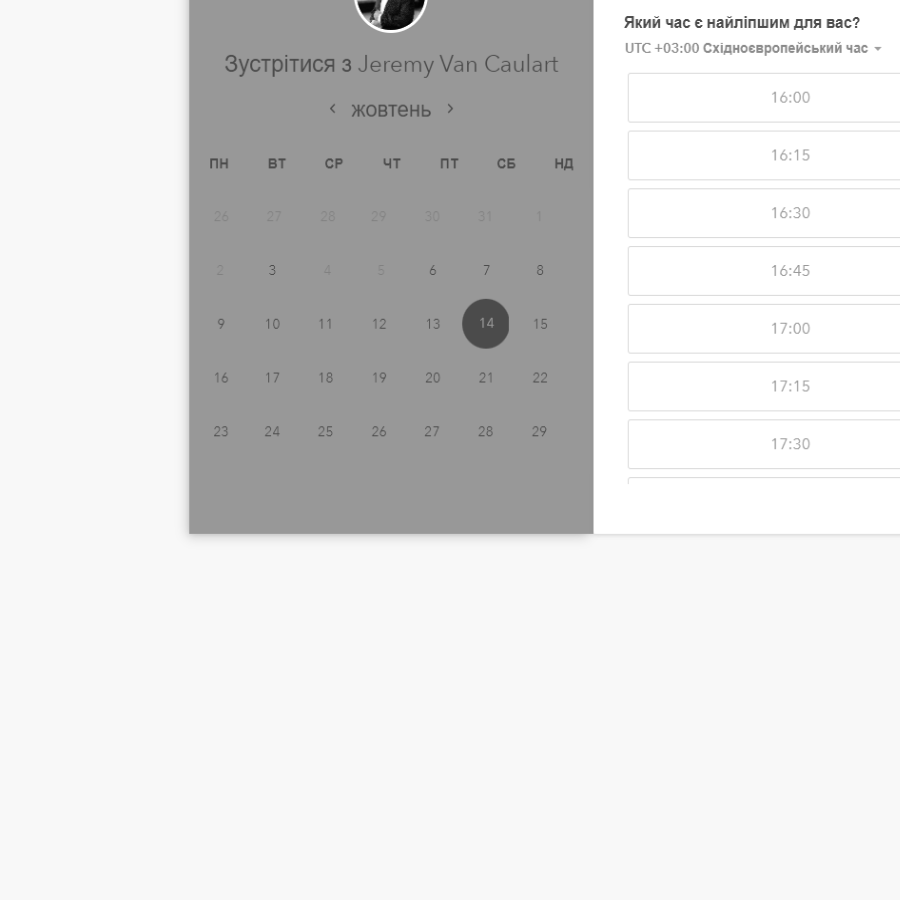 Зустрітися з Jeremy Van Caulart
жовтень
ПН ВТ СР ЧТ ПТ СБ НД
26 27 28 29 30 31 1
2 3 4 5 6 7 8
9 10 11 12 13 14 15
16 17 18 19 20 21 22
23 24 25 26 27 28 29
Який час є найліпшим для вас?
UTC +03:00 Східноєвропейський час
16:00
16:15
16:30
16:45
17:00
17:15
17:30